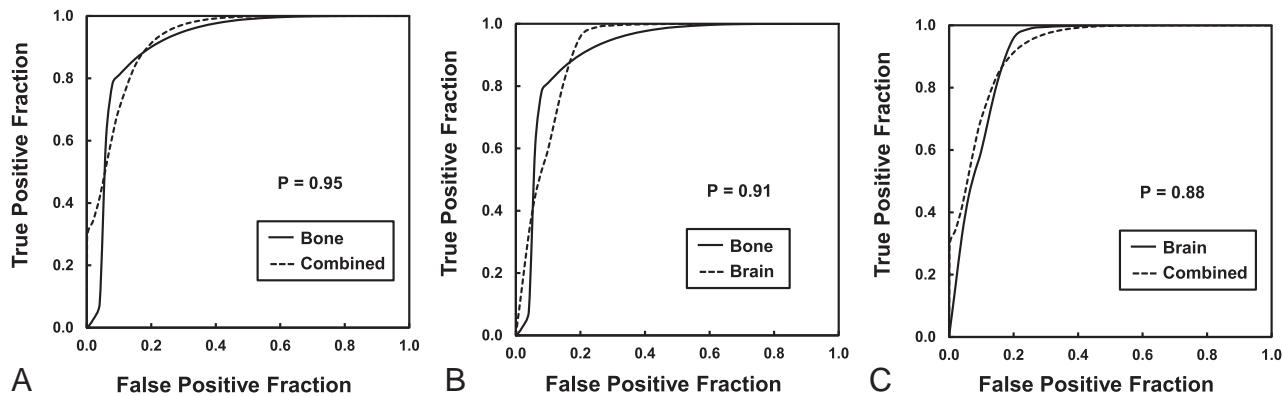 1.0
0.8
0.6
0.4
0.2
0.0
True Positive Fraction
P = 0.95
Bone
Combined
0.0 0.2 0.4 0.6 0.8 1.0
False Positive Fraction
A
1.0
0.8
0.6
0.4
0.2
0.0
True Positive Fraction
P = 0.91
Bone
Brain
0.0 0.2 0.4 0.6 0.8 1.0
False Positive Fraction
B
1.0
0.8
0.6
0.4
0.2
0.0
True Positive Fraction
P = 0.88
Brain
Combined
0.0 0.2 0.4 0.6 0.8 1.0
False Positive Fraction
C